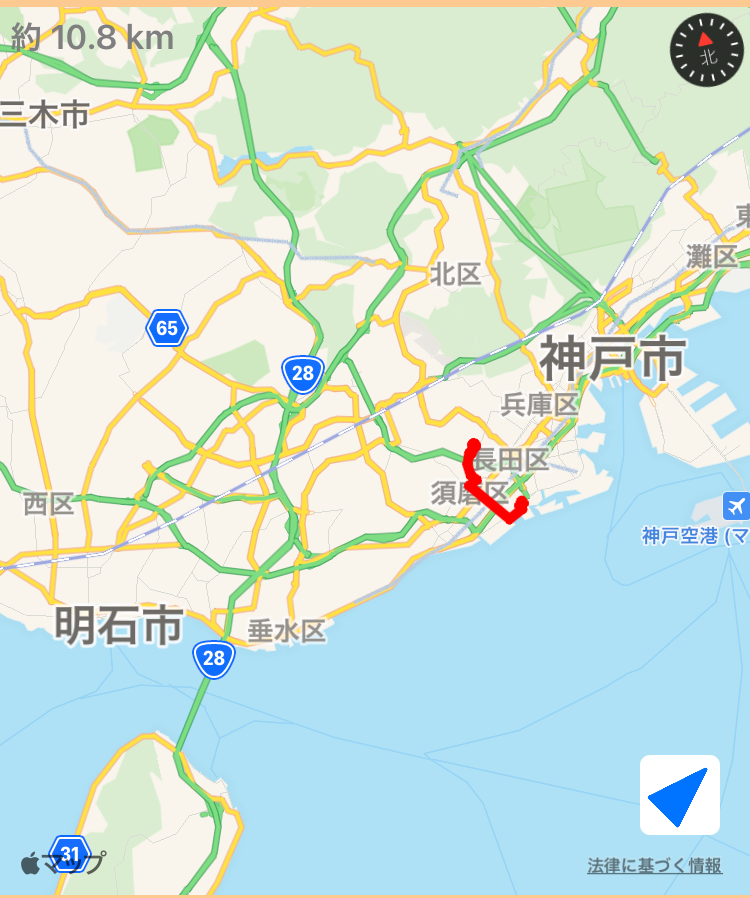 約 10.8 km
北
三木市
東
灘区
北区
65
28
神戸市
兵庫区
長田区
須磨区
西区
神戸空港 (マ
明石市
垂水区
28
31
マップ
法律に基づく情報